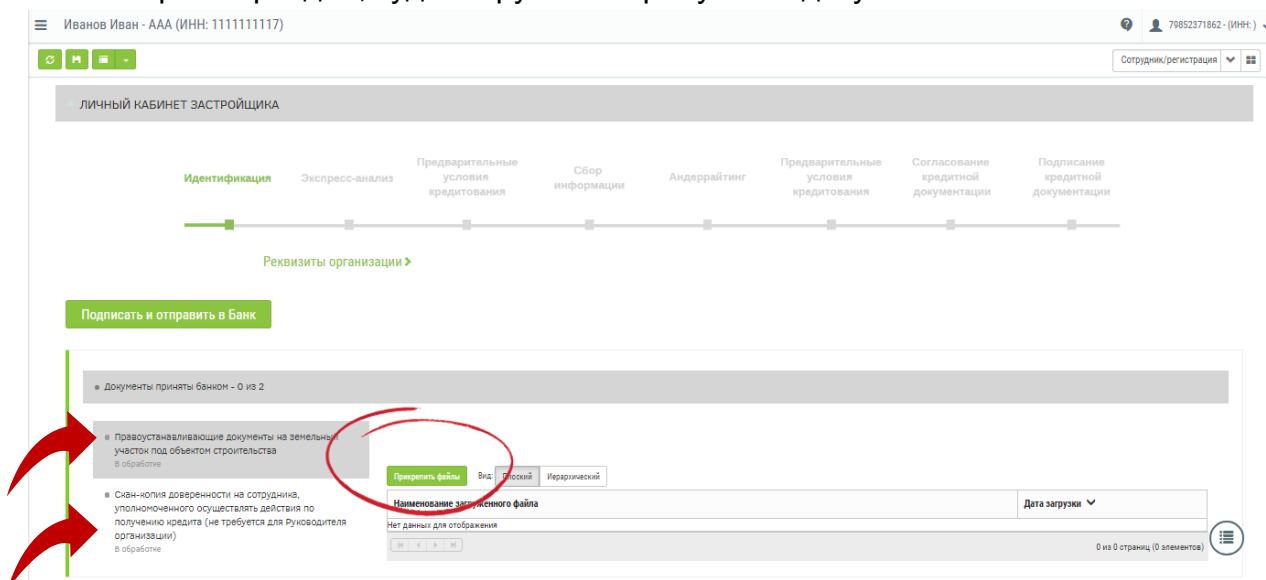 Иванов Иван - ААА (ИНН: 1111111117)
79852371862 - (ИНН: )
Сотрудник/регистрация
ЛИЧНЫЙ КАБИНЕТ ЗАСТРОЙЩИКА
Идентификация
Экспресс-анализ
Предварительные
условия
кредитования
Сбор
информации
Андеррайтинг
Предварительные
условия
кредитования
Согласование
кредитной
документации
Подписание
кредитной
документации
Реквизиты организации
Подписать и отправить в Банк
Документы приняты банком - 0 из 2
Правоустанавливающие документы на земельный
участок под объектом строительства
В обработке
Скан-копия доверенности на сотрудника,
уполномоченного осуществлять действия по
получению кредита (не требуется для Руководителя
организации)
В обработке
Прикрепить файлы Вид: Плоский Иерархический
Наименование загруженного файла Дата загрузки
Нет данных для отображения
0 из 0 страниц (0 элементов)